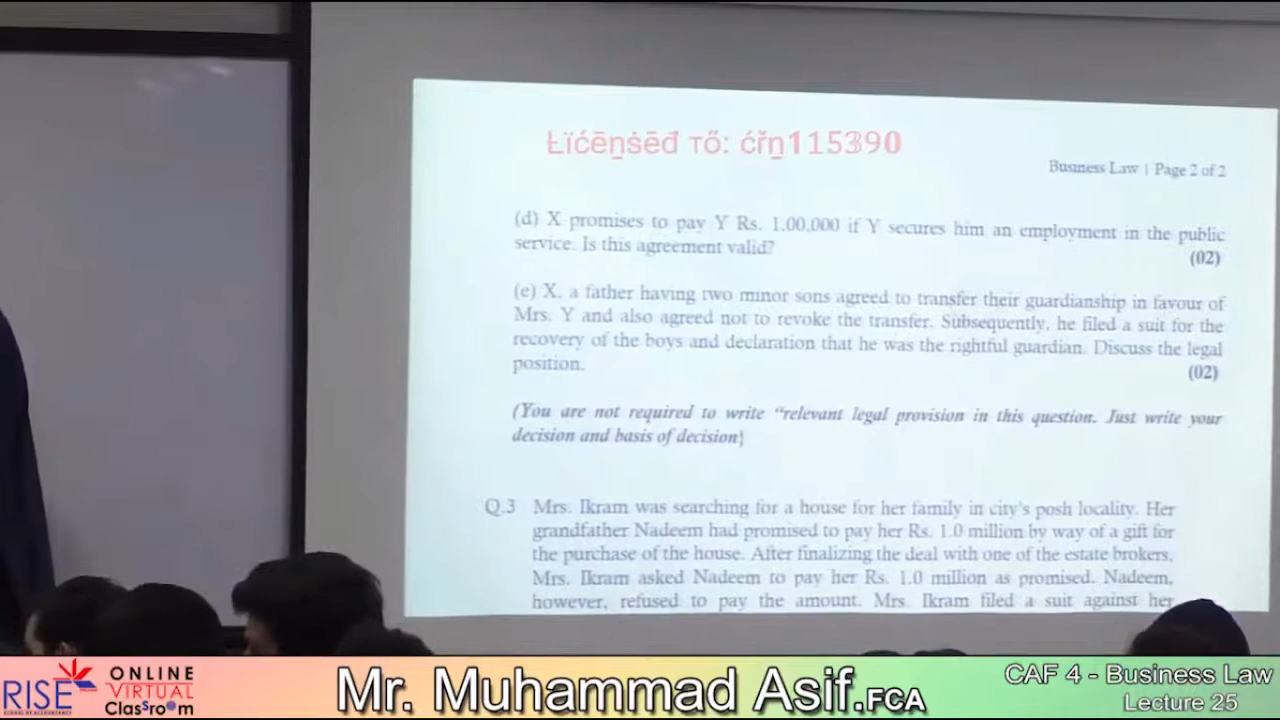 Łïćēṉṡēđ тő: ćřṉ115390
Business Law | Page 2 of 2
(d) X promises to pay Y Rs. 1,00,000 if Y secures him an employment in the public
service. Is this agreement valid?
(02)
(e) X, a father having two minor sons agreed to transfer their guardianship in favour of
Mrs. Y and also agreed not to revoke the transfer. Subsequently, he filed a suit for the
recovery of the boys and declaration that he was the rightful guardian. Discuss the legal
position.
(02)
(You are not required to write “relevant legal provision in this question. Just write your
decision and basis of decision}
Q.3 Mrs. Ikram was searching for a house for her family in city's posh locality. Her
grandfather Nadeem had promised to pay her Rs. 1.0 million by way of a gift for
the purchase of the house. After finalizing the deal with one of the estate brokers,
Mrs. Ikram asked Nadeem to pay her Rs. 1.0 million as promised. Nadeem,
however, refused to pay the amount. Mrs. Ikram filed a suit against her
RISE
ONLINE
VIRTUAL
ClasSroom
Mr. Muhammad Asif.FCA
CAF 4 - Business Law
Lecture 25